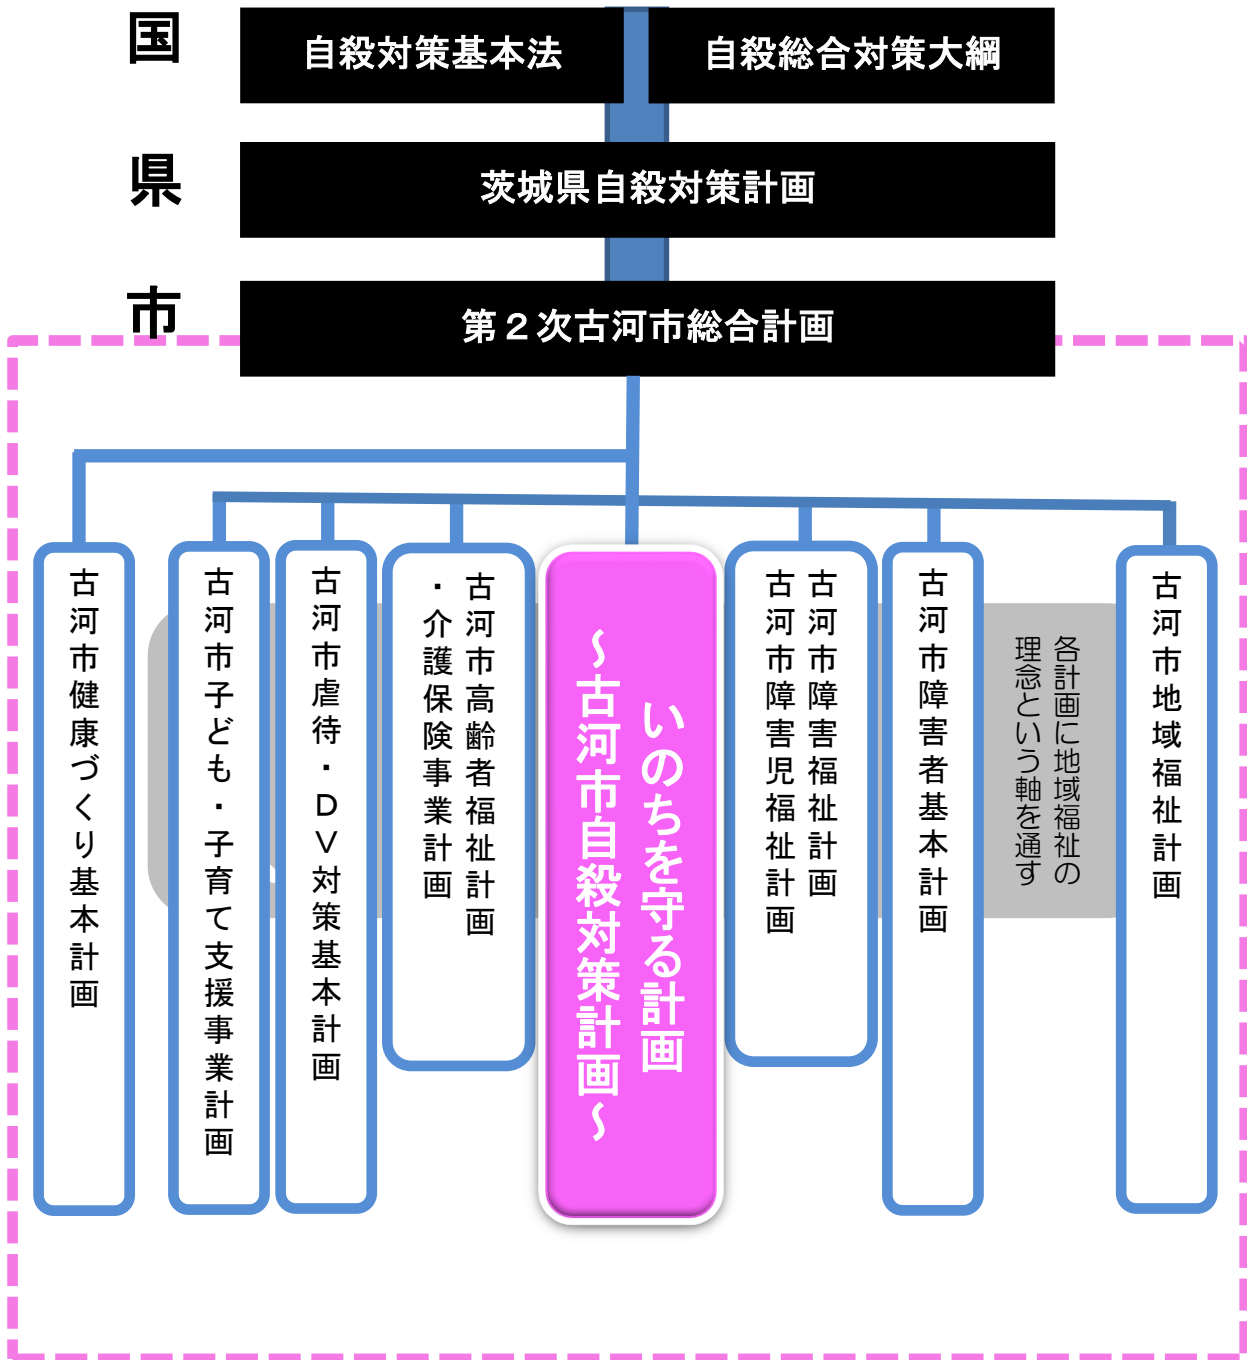 国
自殺対策基本法
自殺総合対策大綱
県
茨城県自殺対策計画
市
第２次古河市総合計画
古河市地域福祉計画
各計画に地域福祉の
理念という軸を通す
古河市障害者基本計画
古河市障害福祉計画
古河市障害児福祉計画
いのちを守る計画
～古河市自殺対策計画～
古河市高齢者福祉計画
・介護保険事業計画
古河市虐待・ＤＶ対策基本計画
古河市子ども・子育て支援事業計画
古河市健康づくり基本計画